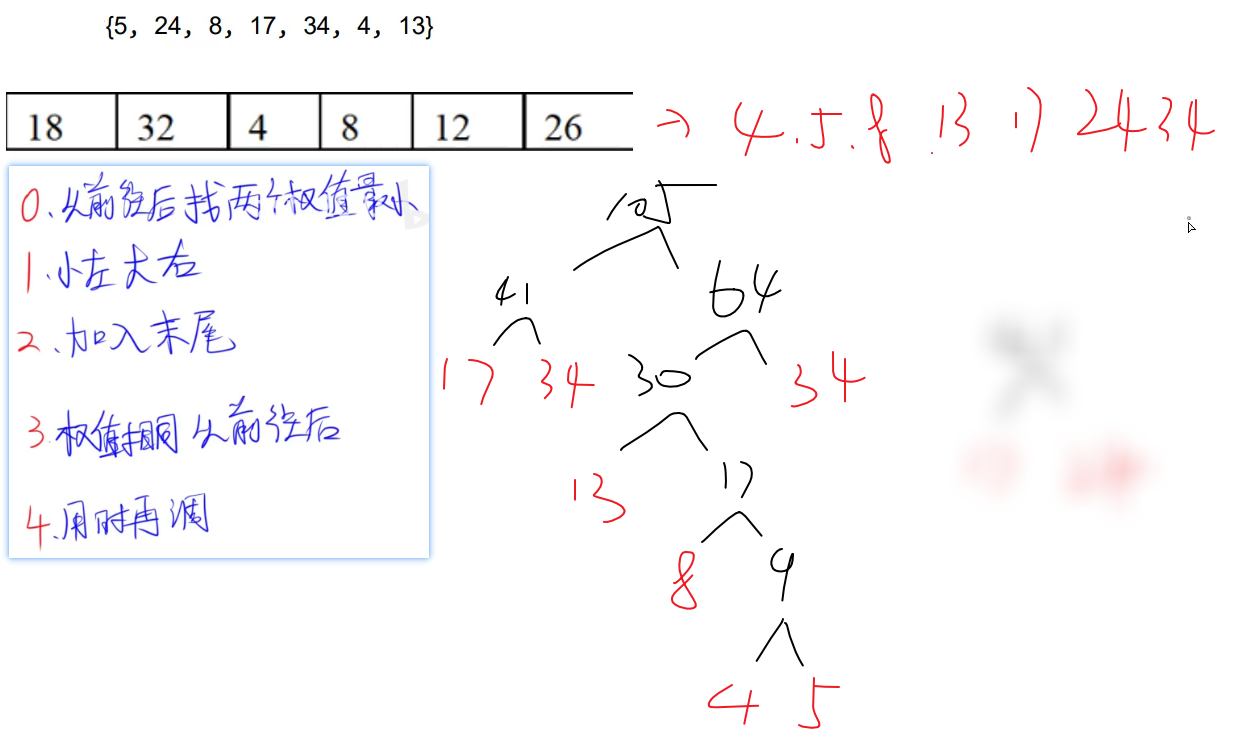 {5, 24, 8, 17, 34, 4, 13}
18 32 4 8 12 26
→ 4.5.8.13 17 24 34
0.从前往后找两个权值最小
1.小左大右
2.加入末尾
3.权值相同从前往后
4.用时再调
105
41 64
17 34 30 34
13 17
8 9
4 5